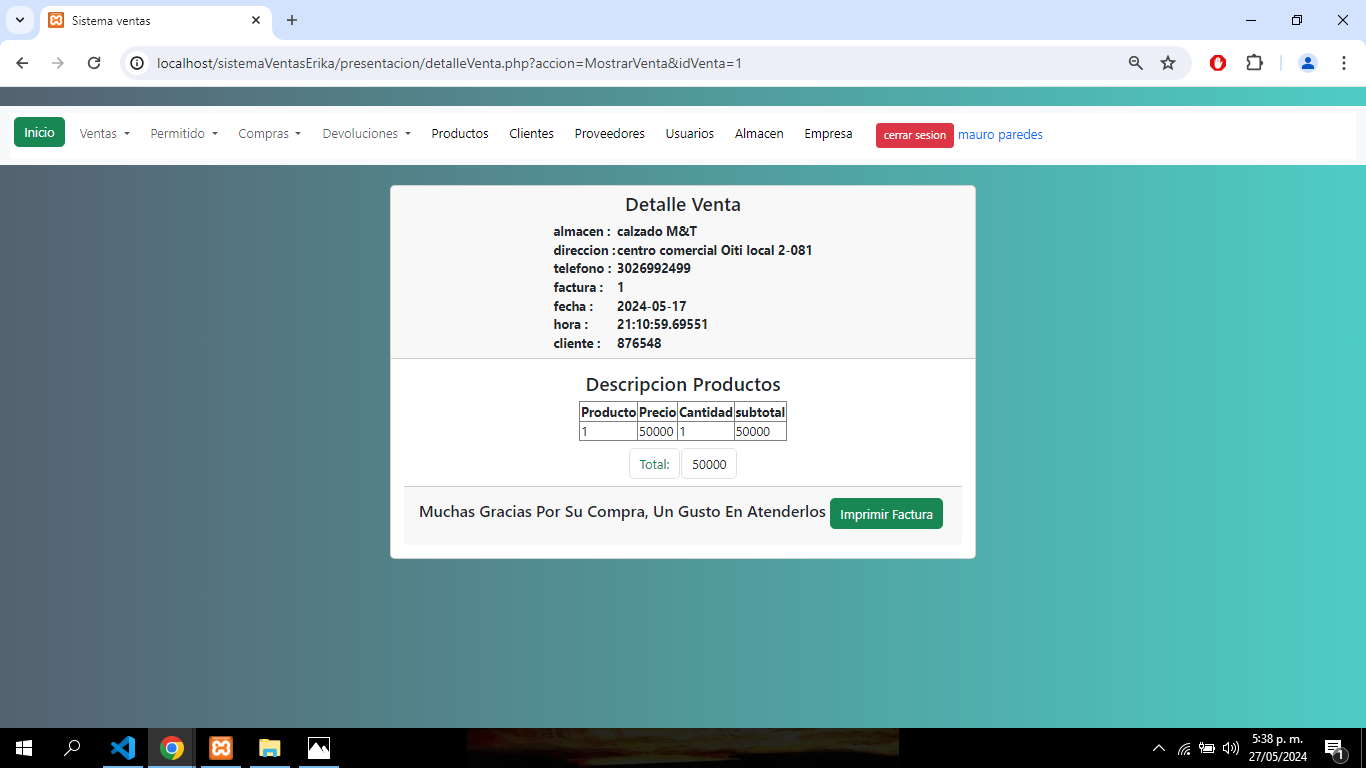 Sistema ventas
localhost/sistemaVentasErika/presentacion/detalleVenta.php?accion=MostrarVenta&idVenta=1
Inicio Ventas Permitido Compras Devoluciones Productos Clientes Proveedores Usuarios Almacen Empresa cerrar sesion mauro paredes
Detalle Venta
almacen : calzado M&T
direccion : centro comercial Oiti local 2-081
telefono : 3026992499
factura : 1
fecha : 2024-05-17
hora : 21:10:59.69551
cliente : 876548
Descripcion Productos
Producto Precio Cantidad subtotal
1 50000 1 50000
Total: 50000
Muchas Gracias Por Su Compra, Un Gusto En Atenderlos Imprimir Factura
5:38 p. m.
27/05/2024
1